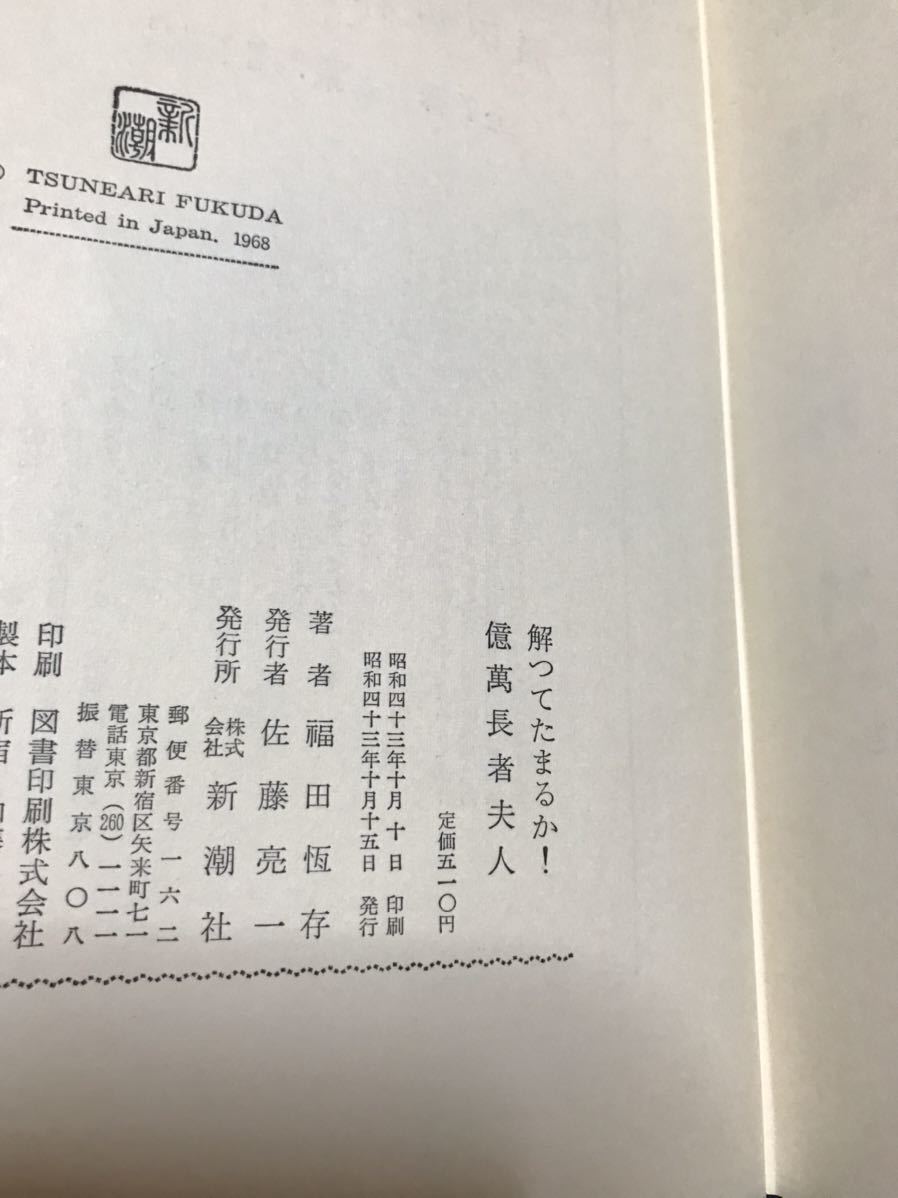 新潮
TSUNEARI FUKUDA
Printed in Japan. 1968
解つてたまるか！
億萬長者夫人
定価五一〇円
昭和四十三年十月十日 印刷
昭和四十三年十月十五日 発行
著者 福田恆存
発行者 佐藤亮一
発行所 株式会社 新潮社
郵便番号一六二
東京都新宿区矢来町七一
電話東京(260)一一一一
振替東京八〇八
印刷 図書印刷株式会社
製本